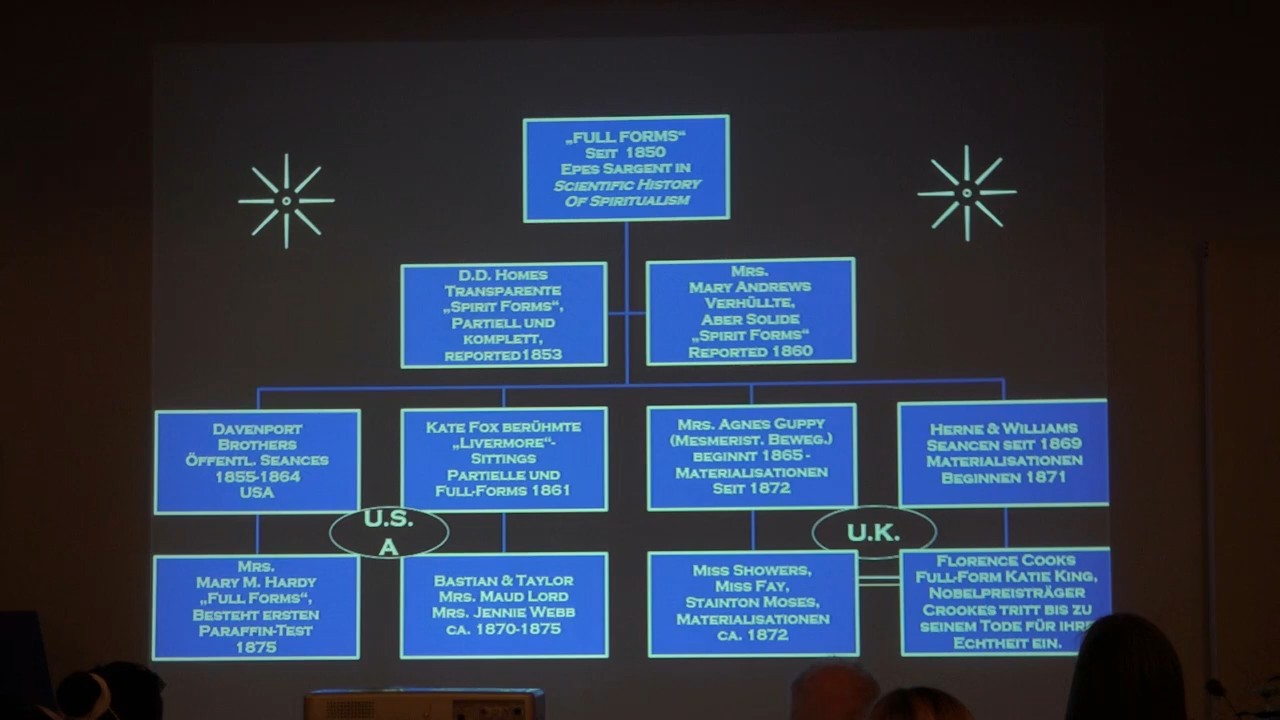 „FULL FORMS“
SEIT 1850
EPES SARGENT IN
SCIENTIFIC HISTORY
OF SPIRITUALISM
D.D. HOMES
TRANSPARENTE
„SPIRIT FORMS“,
PARTIELL UND
KOMPLETT,
REPORTED1853
MRS.
MARY ANDREWS
VERHÜLLTE,
ABER SOLIDE
„SPIRIT FORMS“
REPORTED 1860
DAVENPORT
BROTHERS
ÖFFENTL. SEANCES
1855-1864
USA
KATE FOX BERÜHMTE
„LIVERMORE“-
SITTINGS
PARTIELLE UND
FULL-FORMS 1861
MRS. AGNES GUPPY
(MESMERIST. BEWEG.)
BEGINNT 1865 -
MATERIALISATIONEN
SEIT 1872
HERNE & WILLIAMS
SEANCEN SEIT 1869
MATERIALISATIONEN
BEGINNEN 1871
U.S.
A
U.K.
MRS.
MARY M. HARDY
„FULL FORMS“,
BESTEHT ERSTEN
PARAFFIN-TEST
1875
BASTIAN & TAYLOR
MRS. MAUD LORD
MRS. JENNIE WEBB
CA. 1870-1875
MISS SHOWERS,
MISS FAY,
STAINTON MOSES,
MATERIALISATIONEN
CA. 1872
FLORENCE COOKS
FULL-FORM KATIE KING,
NOBELPREISTRÄGER
CROOKES TRITT BIS ZU
SEINEM TODE FÜR IHRE
ECHTHEIT EIN.